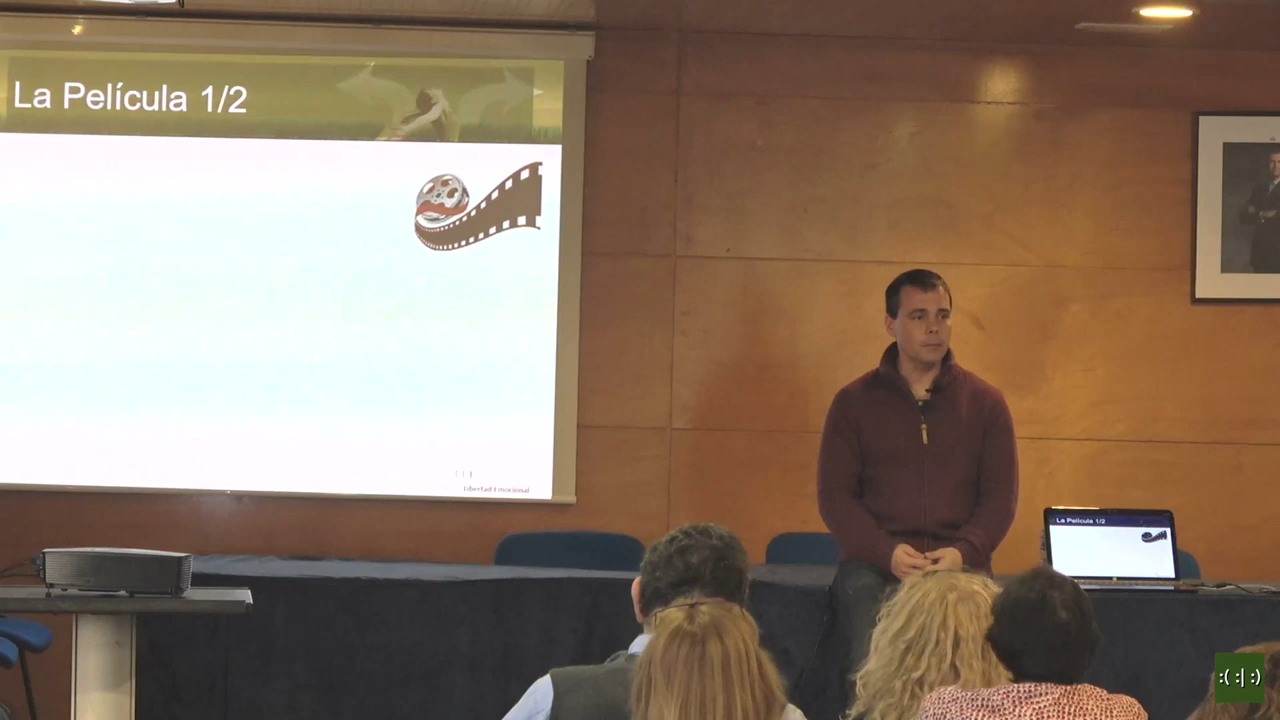 La Película 1/2
Libertad Emocional
La Película 1/2
:( :| :)